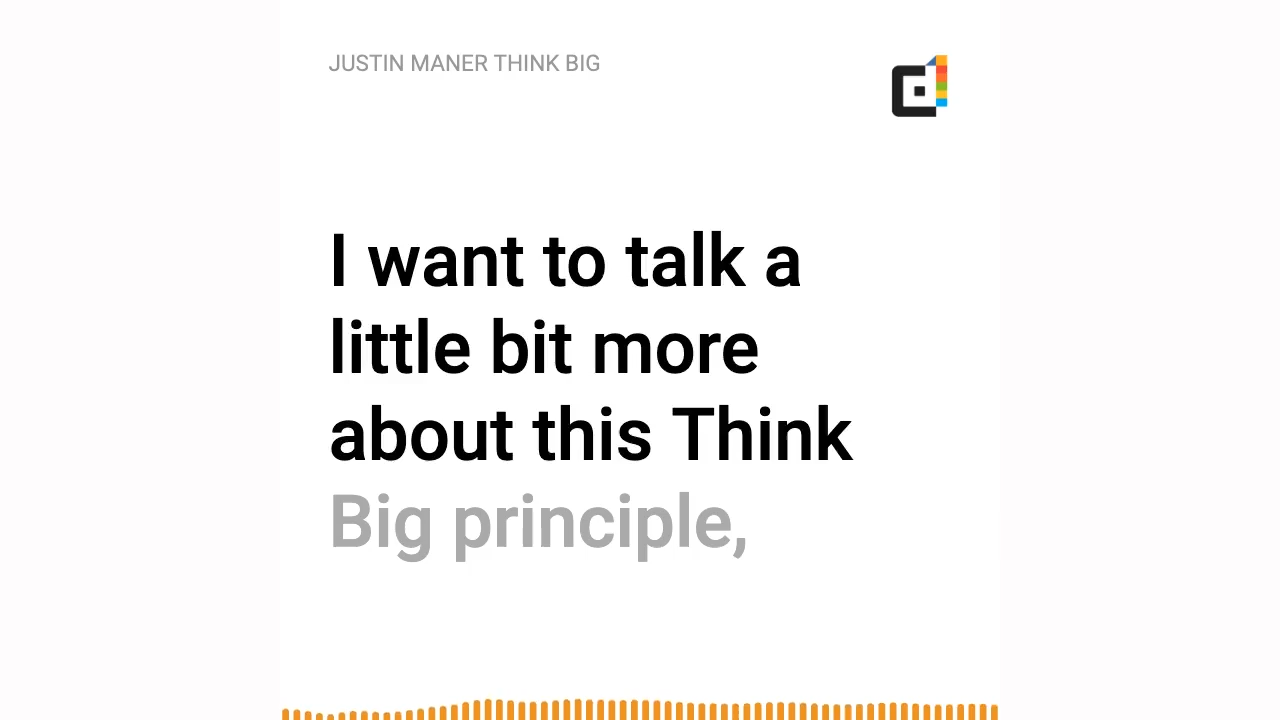 JUSTIN MANER THINK BIG
I want to talk a
little bit more
about this Think
Big principle,